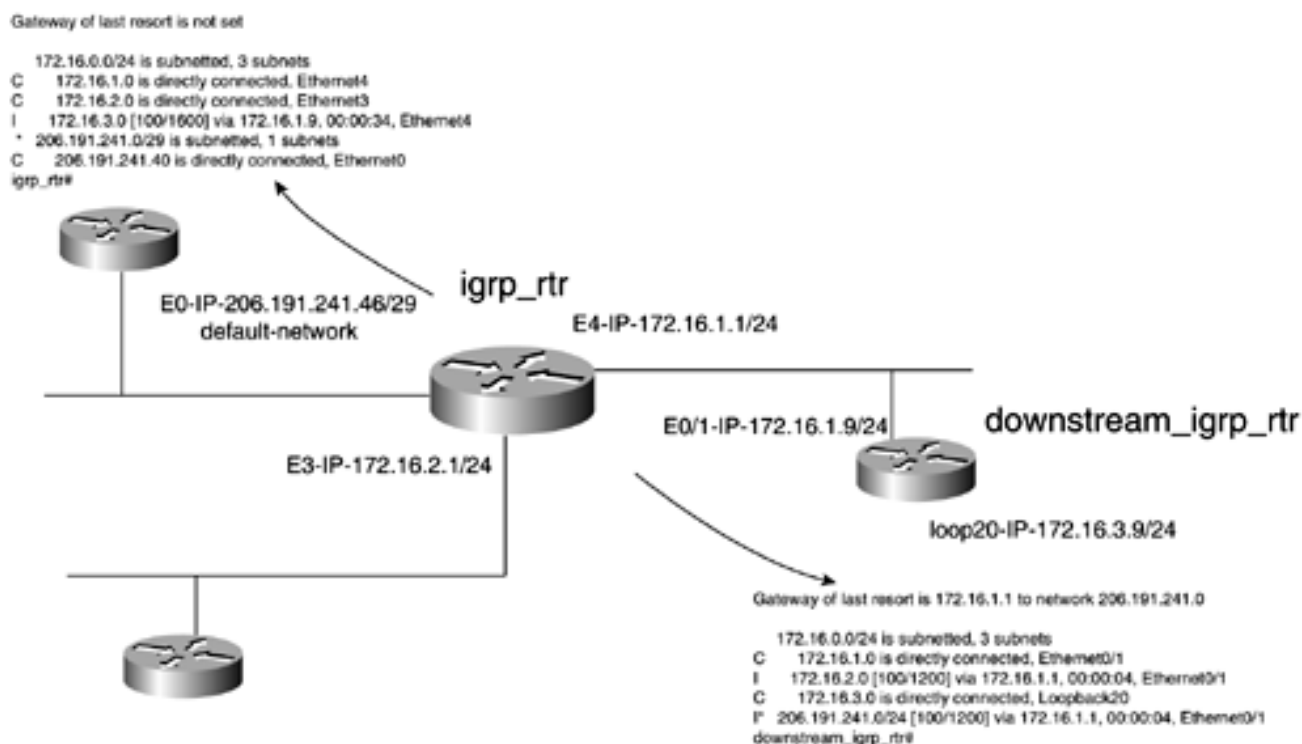 Gateway of last resort is not set
172.16.0.0/24 is subnetted, 3 subnets
C 172.16.1.0 is directly connected, Ethernet4
C 172.16.2.0 is directly connected, Ethernet3
I 172.16.3.0 [100/1600] via 172.16.1.9, 00:00:34, Ethernet4
* 206.191.241.0/29 is subnetted, 1 subnets
C 206.191.241.40 is directly connected, Ethernet0
igrp_rtr#
igrp_rtr
E0-IP-206.191.241.46/29
default-network
E4-IP-172.16.1.1/24
E0/1-IP-172.16.1.9/24
downstream_igrp_rtr
E3-IP-172.16.2.1/24
loop20-IP-172.16.3.9/24
Gateway of last resort is 172.16.1.1 to network 206.191.241.0
172.16.0.0/24 is subnetted, 3 subnets
C 172.16.1.0 is directly connected, Ethernet0/1
I 172.16.2.0 [100/1200] via 172.16.1.1, 00:00:04, Ethernet0/1
C 172.16.3.0 is directly connected, Loopback20
I* 206.191.241.0/24 [100/1200] via 172.16.1.1, 00:00:04, Ethernet0/1
downstream_igrp_rtr#